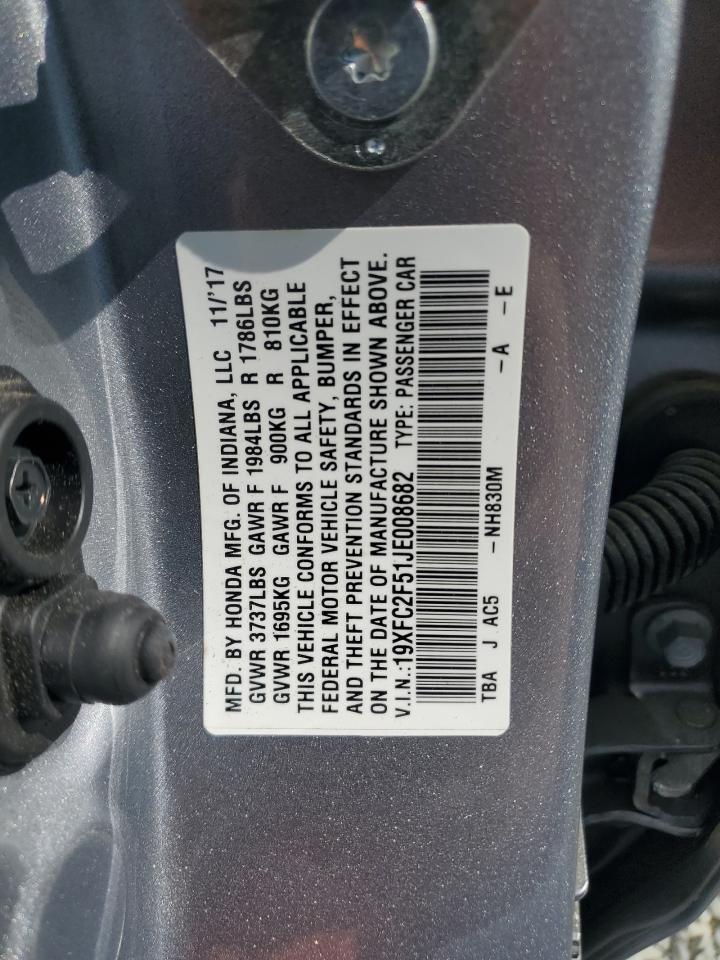 MFD. BY HONDA MFG. OF INDIANA, LLC 11/'17
GVWR 3737LBS GAWR F 1984LBS R 1786LBS
GVWR 1695KG GAWR F 900KG R 810KG
THIS VEHICLE CONFORMS TO ALL APPLICABLE
FEDERAL MOTOR VEHICLE SAFETY, BUMPER,
AND THEFT PREVENTION STANDARDS IN EFFECT
ON THE DATE OF MANUFACTURE SHOWN ABOVE.
V.I.N.:19XFC2F51JE008682 TYPE: PASSENGER CAR
TBA J AC5 -NH830M -A -E